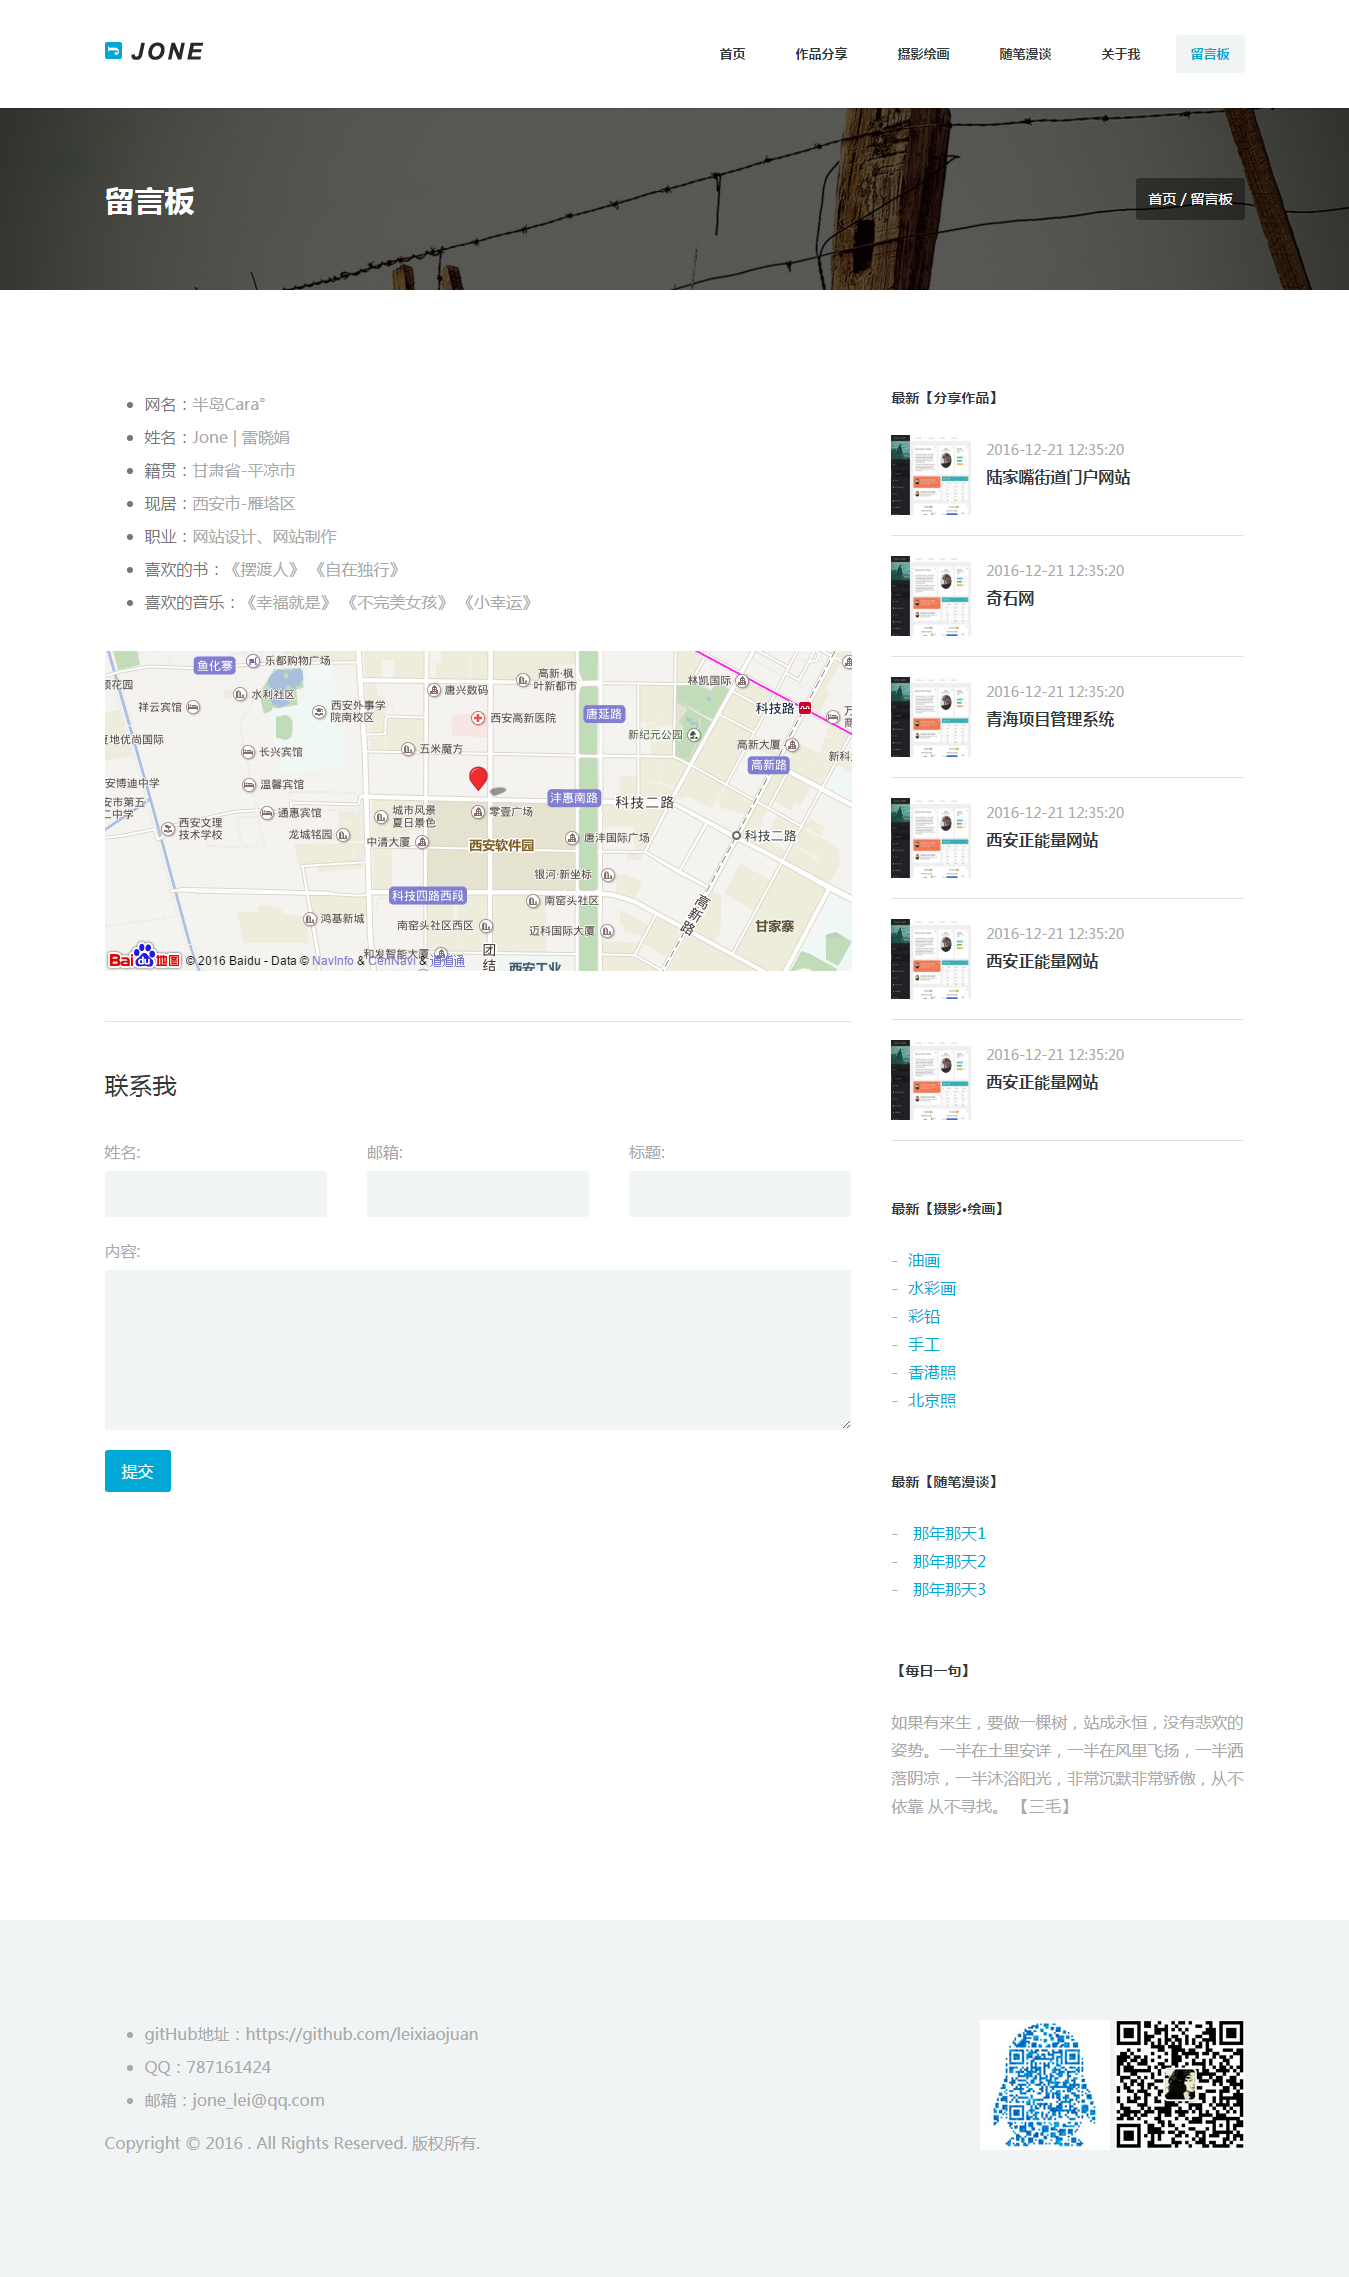 JONE
首页 作品分享 摄影绘画 随笔漫谈 关于我 留言板
留言板
首页 / 留言板
网名：半岛Cara°
姓名：Jone | 雷晓娟
籍贯：甘肃省-平凉市
现居：西安市-雁塔区
职业：网站设计、网站制作
喜欢的书：《摆渡人》 《自在独行》
喜欢的音乐：《幸福就是》 《不完美女孩》 《小幸运》
鱼化寨
乐都购物广场
水利社区
祥云宾馆
西安外事学
院南校区
唐兴数码
高新·枫
叶新都市
林凯国际
科技路
西安高新医院
唐延路
新纪元公园
高新大厦
高新路
长兴宾馆
五米魔方
温馨宾馆
通惠宾馆
西安文理
技术学校
龙城铭园
城市风景
夏日景色
中清大厦
零壹广场
沣惠南路
科技二路
西安软件园
唐沣国际广场
科技二路
银河·新坐标
科技四路西段
南窑头社区
鸿基新城
南窑头社区西区
迈科国际大厦
高新路
甘家寨
和发智能大厦
团结
西安工业
Bai du 地图 © 2016 Baidu - Data © NavInfo & CenNavi & 道道通
联系我
姓名: 邮箱: 标题:
内容:
提交
最新【分享作品】
2016-12-21 12:35:20
陆家嘴街道门户网站
2016-12-21 12:35:20
奇石网
2016-12-21 12:35:20
青海项目管理系统
2016-12-21 12:35:20
西安正能量网站
2016-12-21 12:35:20
西安正能量网站
2016-12-21 12:35:20
西安正能量网站
最新【摄影•绘画】
- 油画
- 水彩画
- 彩铅
- 手工
- 香港照
- 北京照
最新【随笔漫谈】
- 那年那天1
- 那年那天2
- 那年那天3
【每日一句】
如果有来生，要做一棵树，站成永恒，没有悲欢的
姿势。一半在土里安详，一半在风里飞扬，一半洒
落阴凉，一半沐浴阳光，非常沉默非常骄傲，从不
依靠 从不寻找。 【三毛】
gitHub地址：https://github.com/leixiaojuan
QQ：787161424
邮箱：jone_lei@qq.com
Copyright © 2016 . All Rights Reserved. 版权所有.